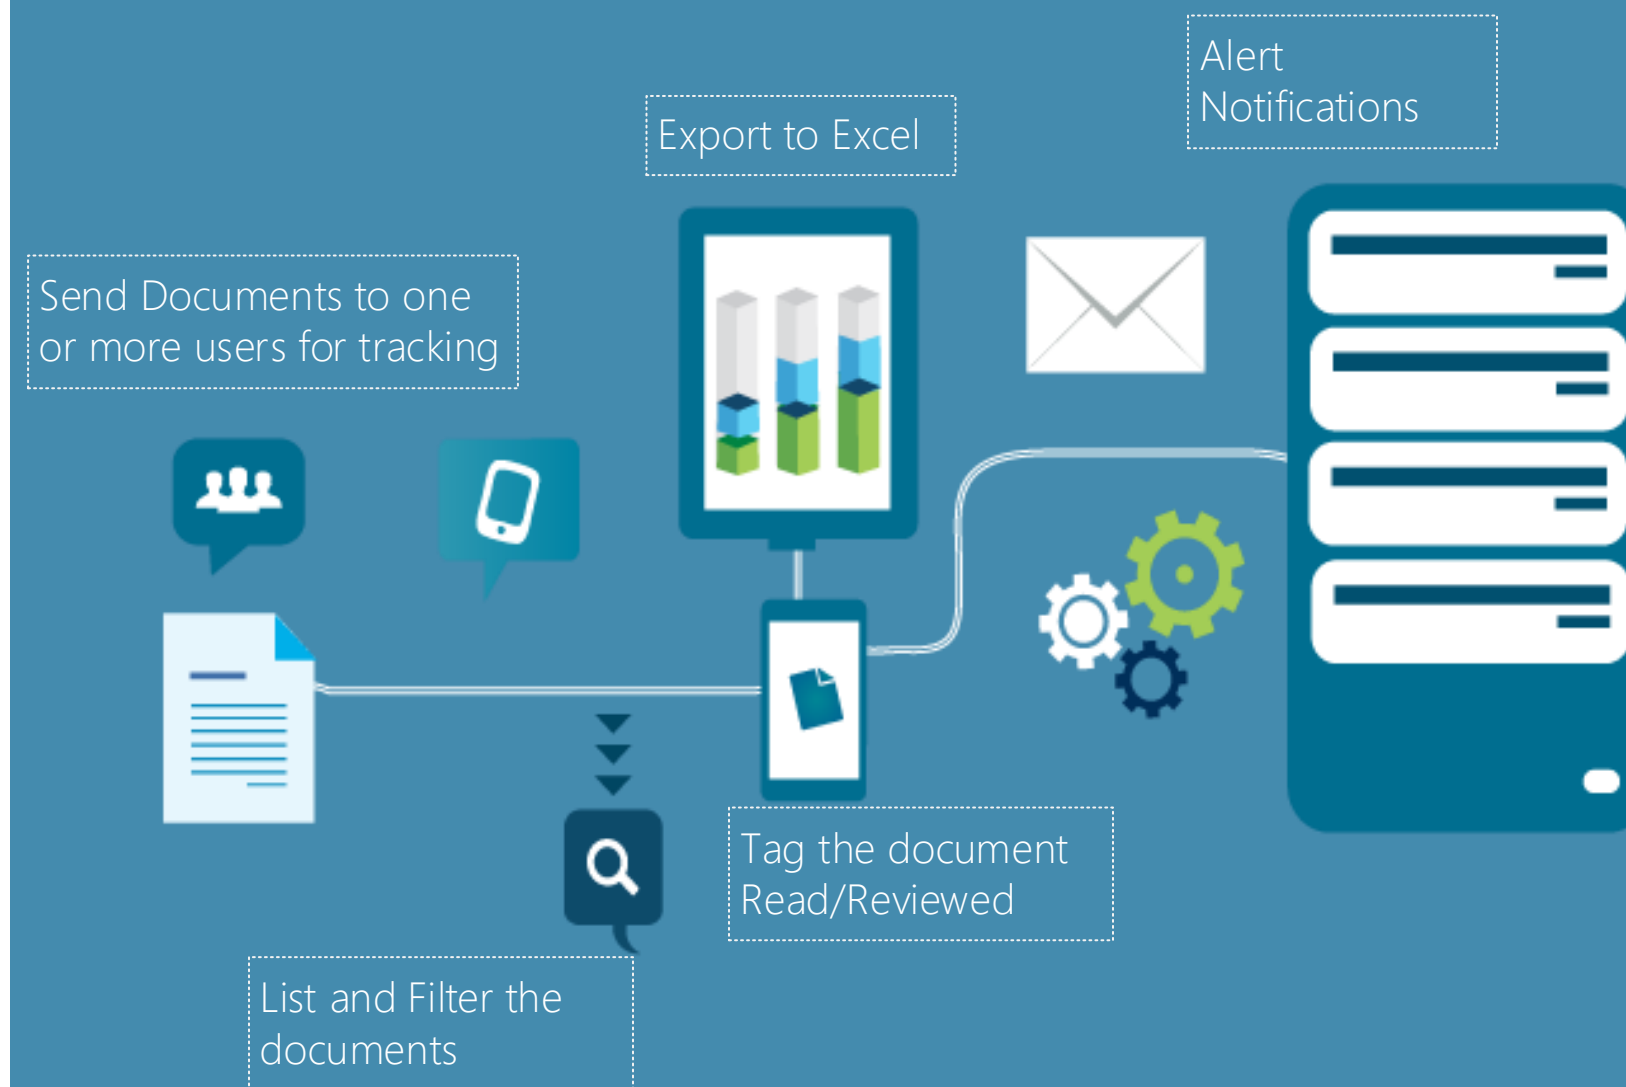 Alert
Notifications
Export to Excel
Send Documents to one
or more users for tracking
Tag the document
Read/Reviewed
List and Filter the
documents